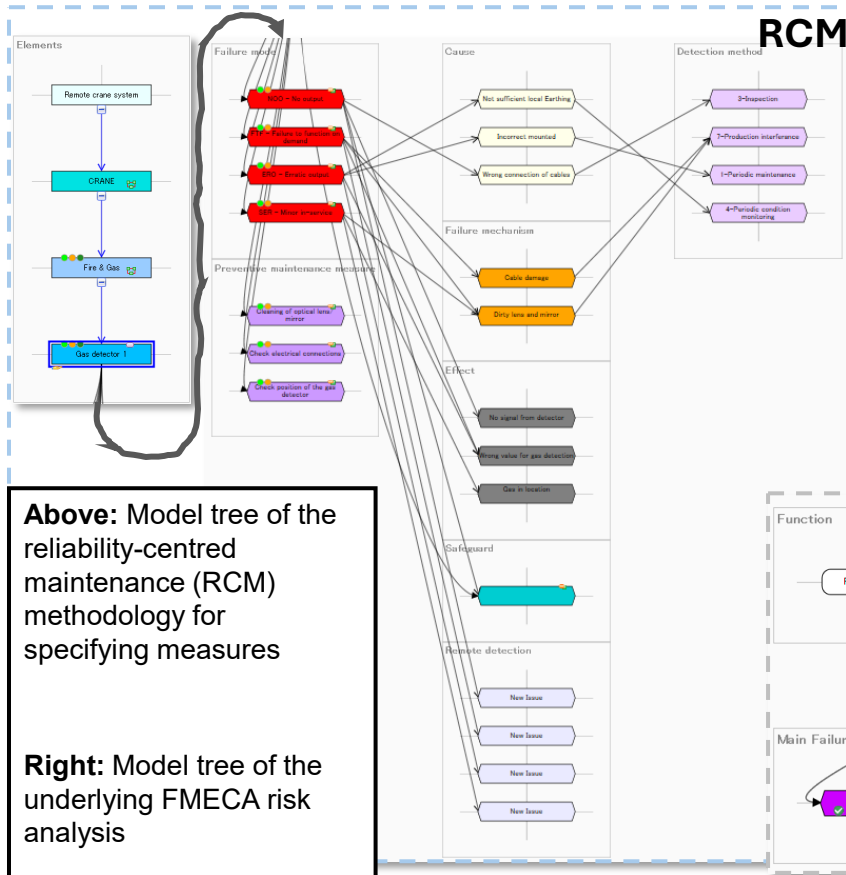 RCM
Elements
Remote crane system
CRANE
Fire & Gas
Gas detector 1
Failure mode
NOO - No output
FTF - Failure to function on
demand
ERO - Erratic output
SER - Minor in-service
Preventive maintenance measure
Cleaning of optical lens/
mirror
Check electrical connections
Check position of the gas
detector
Cause
Not sufficient local Earthing
Incorrect mounted
Wrong connection of cables
Failure mechanism
Cable damage
Dirty lens and mirror
Effect
No signal from detector
Wrong value for gas detection
Gas in location
Safeguard
Remote detection
New Issue
New Issue
New Issue
New Issue
Detection method
3-Inspection
7-Production interferance
1-Periodic maintenance
4-Periodic condition
monitoring
Above: Model tree of the
reliability-centred
maintenance (RCM)
methodology for
specifying measures
Right: Model tree of the
underlying FMECA risk
analysis
Function
Main Failur